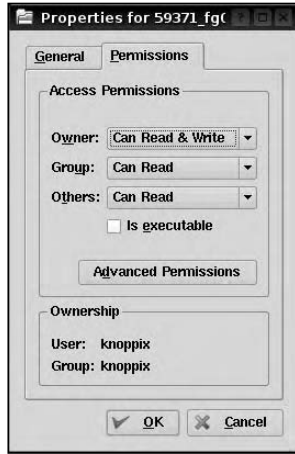 Properties for 59371_fg(
General Permissions
Access Permissions
Owner: Can Read & Write
Group: Can Read
Others: Can Read
Is executable
Advanced Permissions
Ownership
User: knoppix
Group: knoppix
OK Cancel